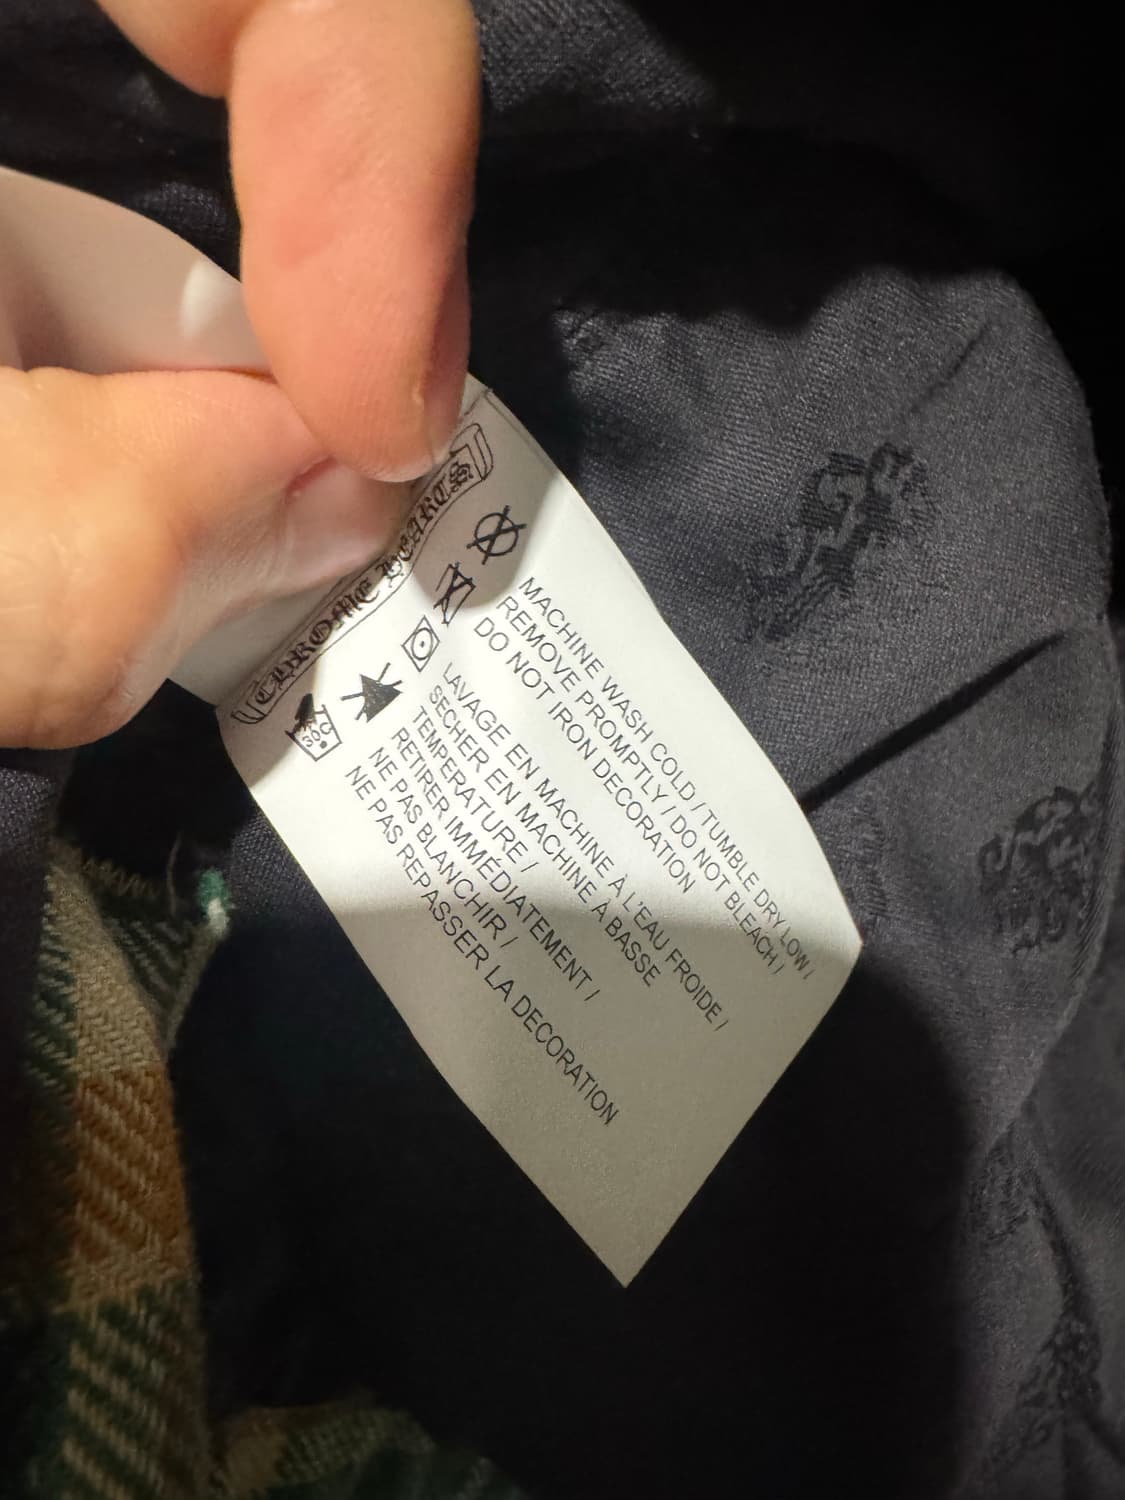 CHROME HEARTS
MACHINE WASH COLD / TUMBLE DRY LOW /
REMOVE PROMPTLY / DO NOT BLEACH /
DO NOT IRON DECORATION
LAVAGE EN MACHINE À L'EAU FROIDE /
SECHER EN MACHINE À BASSE
TEMPERATURE /
RETIRER IMMÉDIATEMENT /
NE PAS BLANCHIR /
NE PAS REPASSER LA DECORATION